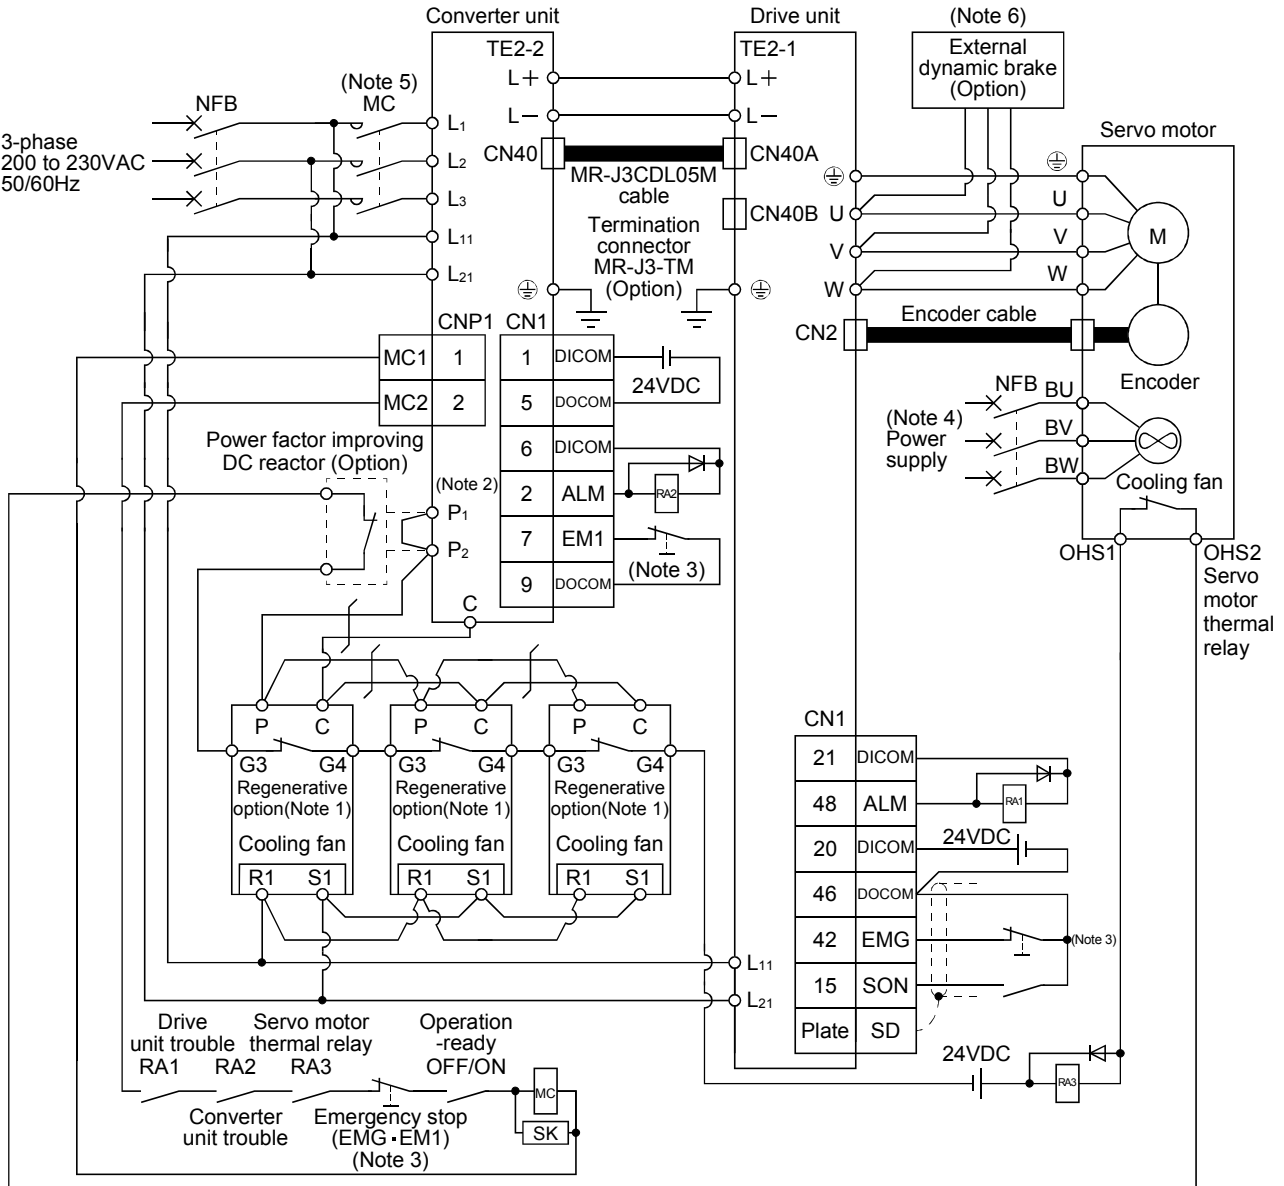 Converter unit
Drive unit
(Note 6)
External
dynamic brake
(Option)
TE2-2
TE2-1
L+
L+
L−
L−
(Note 5)
MC
NFB
3-phase
200 to 230VAC
50/60Hz
L1
L2
L3
L11
L21
CN40
CN40A
MR-J3CDL05M
cable
CN40B
Termination
connector
MR-J3-TM
(Option)
Servo motor
U
V
W
U
V
W
M
CN2
Encoder cable
Encoder
CNP1
CN1
MC1
1
MC2
2
1
DICOM
5
DOCOM
6
DICOM
2
ALM
7
EM1
9
DOCOM
24VDC
RA2
(Note 3)
NFB
BU
BV
BW
(Note 4)
Power
supply
Cooling fan
OHS1
OHS2
Servo
motor
thermal
relay
Power factor improving
DC reactor (Option)
(Note 2)
P1
P2
C
P
C
P
C
P
C
G3
G4
G3
G4
G3
G4
Regenerative
option(Note 1)
Regenerative
option(Note 1)
Regenerative
option(Note 1)
Cooling fan
Cooling fan
Cooling fan
R1
S1
R1
S1
R1
S1
CN1
21
DICOM
48
ALM
20
DICOM
46
DOCOM
42
EMG
15
SON
Plate
SD
RA1
24VDC
(Note 3)
L11
L21
24VDC
RA3
Drive
unit trouble
RA1
RA2
Servo motor
thermal relay
RA3
Operation
-ready
OFF/ON
Converter
unit trouble
Emergency stop
(EMG･EM1)
(Note 3)
MC
SK